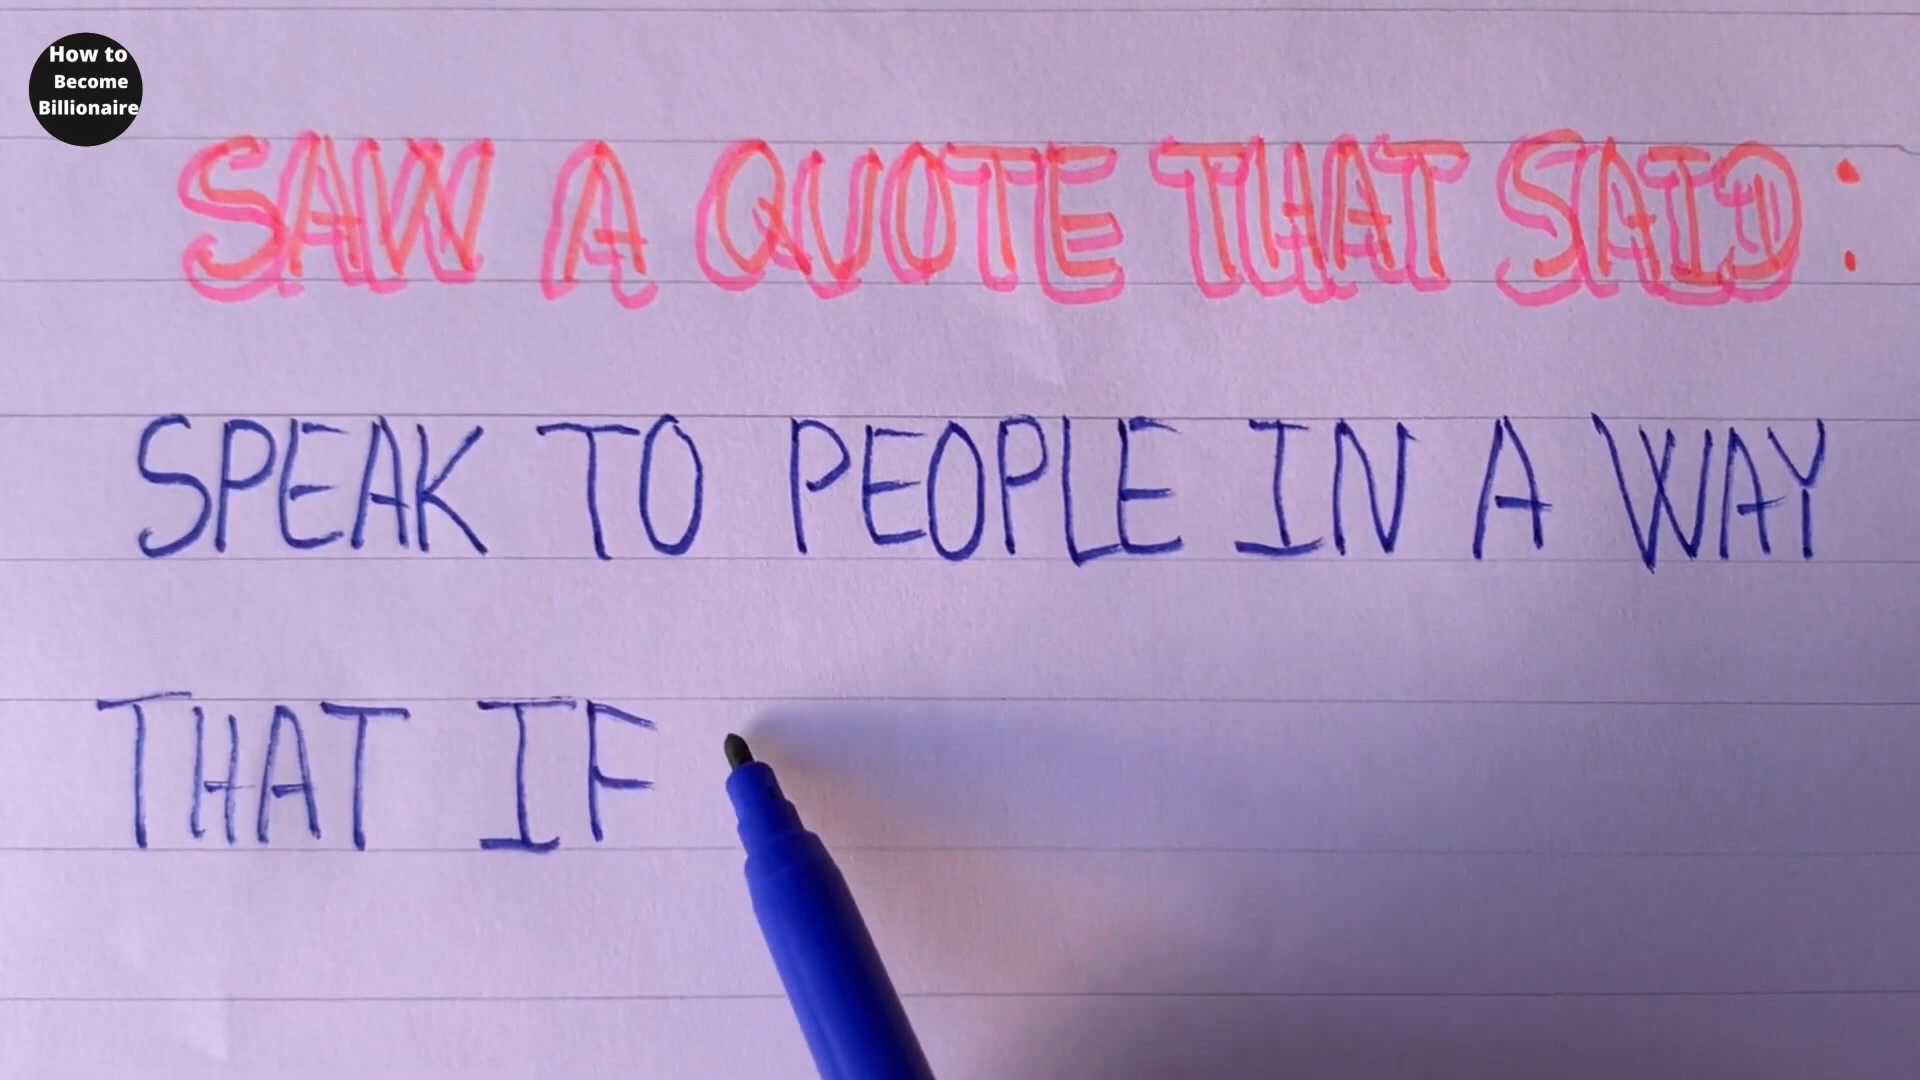 How to
Become
Billionaire
SAW A QUOTE THAT SAID:
SPEAK TO PEOPLE IN A WAY
THAT IF